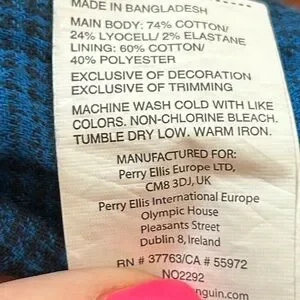 MADE IN BANGLADESH
MAIN BODY: 74% COTTON/
24% LYOCELL/ 2% ELASTANE
LINING: 60% COTTON/
40% POLYESTER
EXCLUSIVE OF DECORATION
EXCLUSIVE OF TRIMMING
MACHINE WASH COLD WITH LIKE
COLORS. NON-CHLORINE BLEACH.
TUMBLE DRY LOW. WARM IRON.
MANUFACTURED FOR:
Perry Ellis Europe LTD,
CM8 3DJ, UK
Perry Ellis International Europe
Olympic House
Pleasants Street
Dublin 8, Ireland
RN # 37763/CA # 55972
NO2292
nguin.com